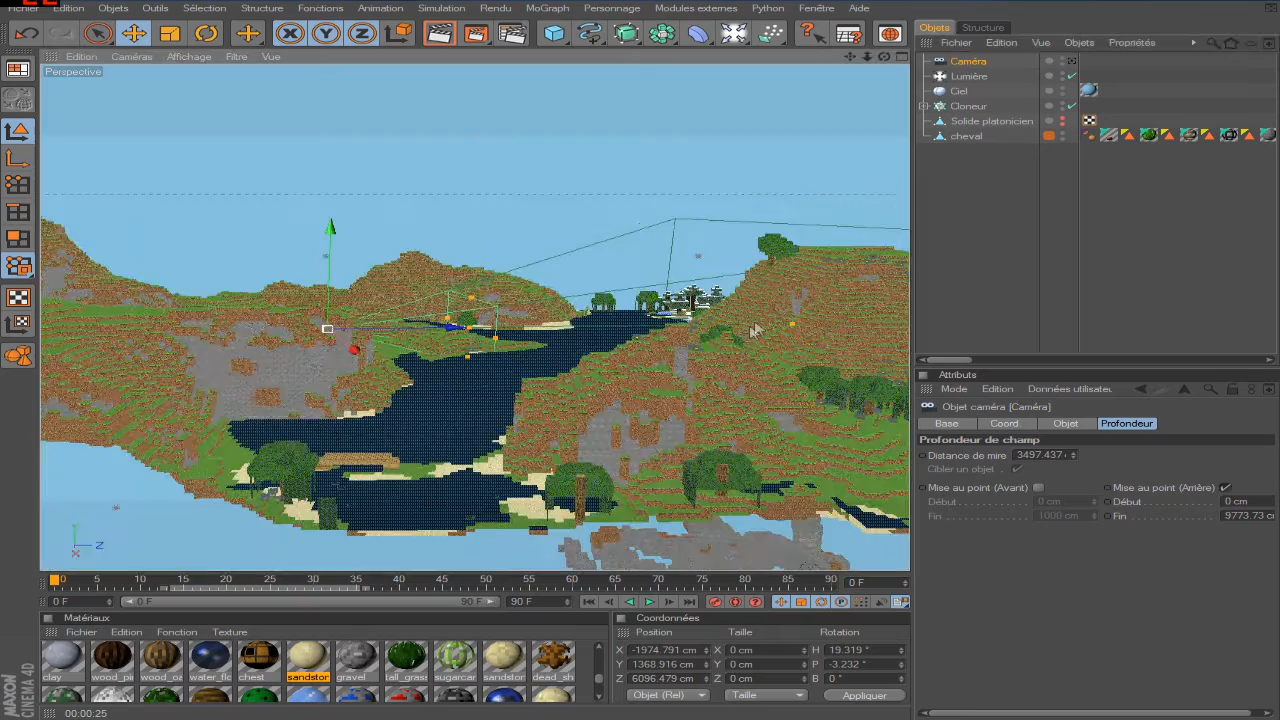 Fichier Edition Objets Outils Sélection Structure Fonctions Animation Simulation Rendu MoGraph Personnage Modules externes Python Fenêtre Aide
X Y Z
Edition Caméras Affichage Filtre Vue
Perspective
Z
X
Objets Structure
Fichier Edition Vue Objets Propriétés
Caméra
Lumière
Ciel
Cloneur
Solide platonicien
cheval
Attributs
Mode Edition Données utilisateur
Objet caméra [Caméra]
Base Coord. Objet Profondeur
Profondeur de champ
Distance de mire 3497.437
Cibler un objet
Mise au point (Avant) Mise au point (Arrière)
Début 0 cm Début 0 cm
Fin 1000 cm Fin 9773.73 cm
0 5 10 15 20 25 30 35 40 45 50 55 60 65 70 75 80 85 90 0 F
0 F 0 F 90 F 90 F
Matériaux
Fichier Edition Fonction Texture
clay wood_pi wood_oa water_flo chest sandstor gravel tall_grass sugarcar sandstor dead_sh
Coordonnées
Position Taille Rotation
X -1974.791 cm X 0 cm H 19.319 °
Y 1368.916 cm Y 0 cm P -3.232 °
Z 6096.479 cm Z 0 cm B 0 °
Objet (Rel) Taille Appliquer
MAXON
CINEMA 4D
00:00:25